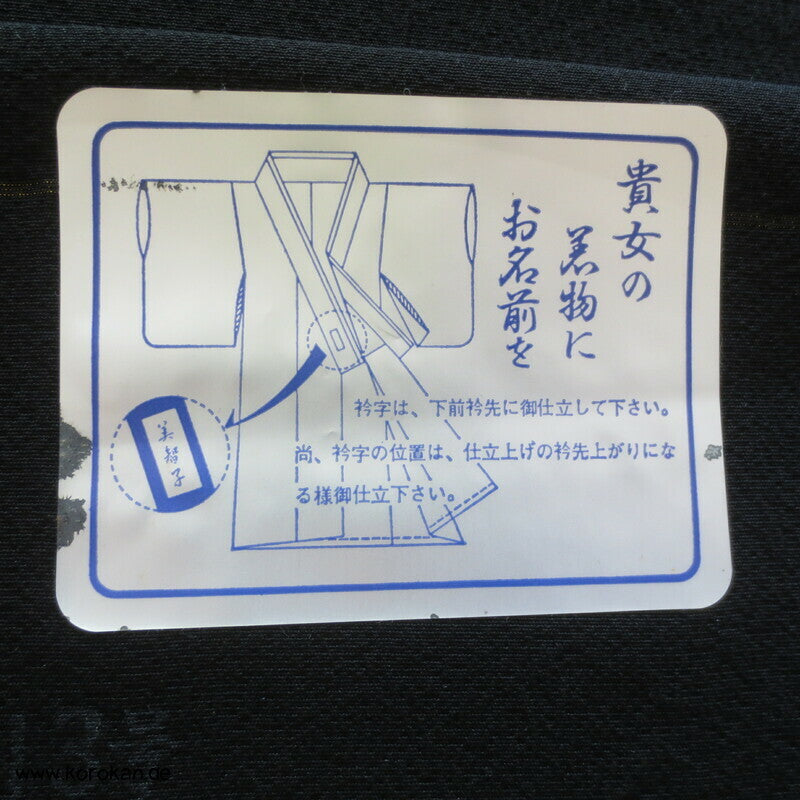 貴女の
着物に
お名前を
衿字は、下前衿先に御仕立して下さい。
尚、衿字の位置は、仕立上げの衿先上がりにな
る様御仕立下さい。
美智子
www.korokan.de